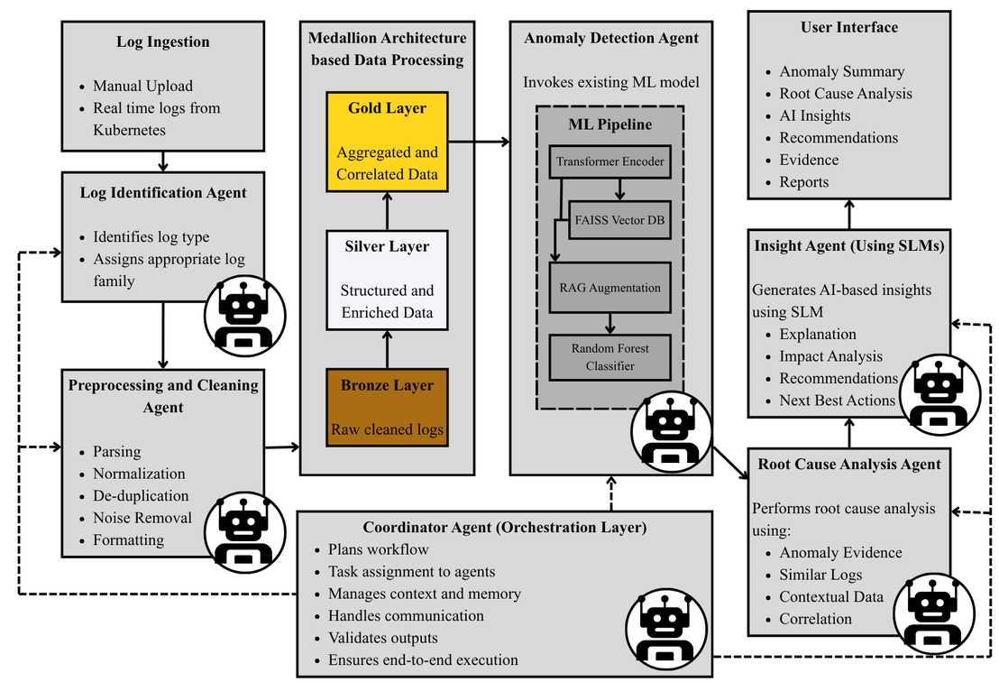 Log Ingestion
• Manual Upload
• Real time logs from
Kubernetes
Log Identification Agent
• Identifies log type
• Assigns appropriate log
family
Preprocessing and Cleaning
Agent
• Parsing
• Normalization
• De-duplication
• Noise Removal
• Formatting
Medallion Architecture
based Data Processing
Gold Layer
Aggregated and
Correlated Data
Silver Layer
Structured and
Enriched Data
Bronze Layer
Raw cleaned logs
Anomaly Detection Agent
Invokes existing ML model
ML Pipeline
Transformer Encoder
FAISS Vector DB
RAG Augmentation
Random Forest
Classifier
Coordinator Agent (Orchestration Layer)
• Plans workflow
• Task assignment to agents
• Manages context and memory
• Handles communication
• Validates outputs
• Ensures end-to-end execution
User Interface
• Anomaly Summary
• Root Cause Analysis
• AI Insights
• Recommendations
• Evidence
• Reports
Insight Agent (Using SLMs)
Generates AI-based insights
using SLM
• Explanation
• Impact Analysis
• Recommendations
• Next Best Actions
Root Cause Analysis Agent
Performs root cause analysis
using:
• Anomaly Evidence
• Similar Logs
• Contextual Data
• Correlation